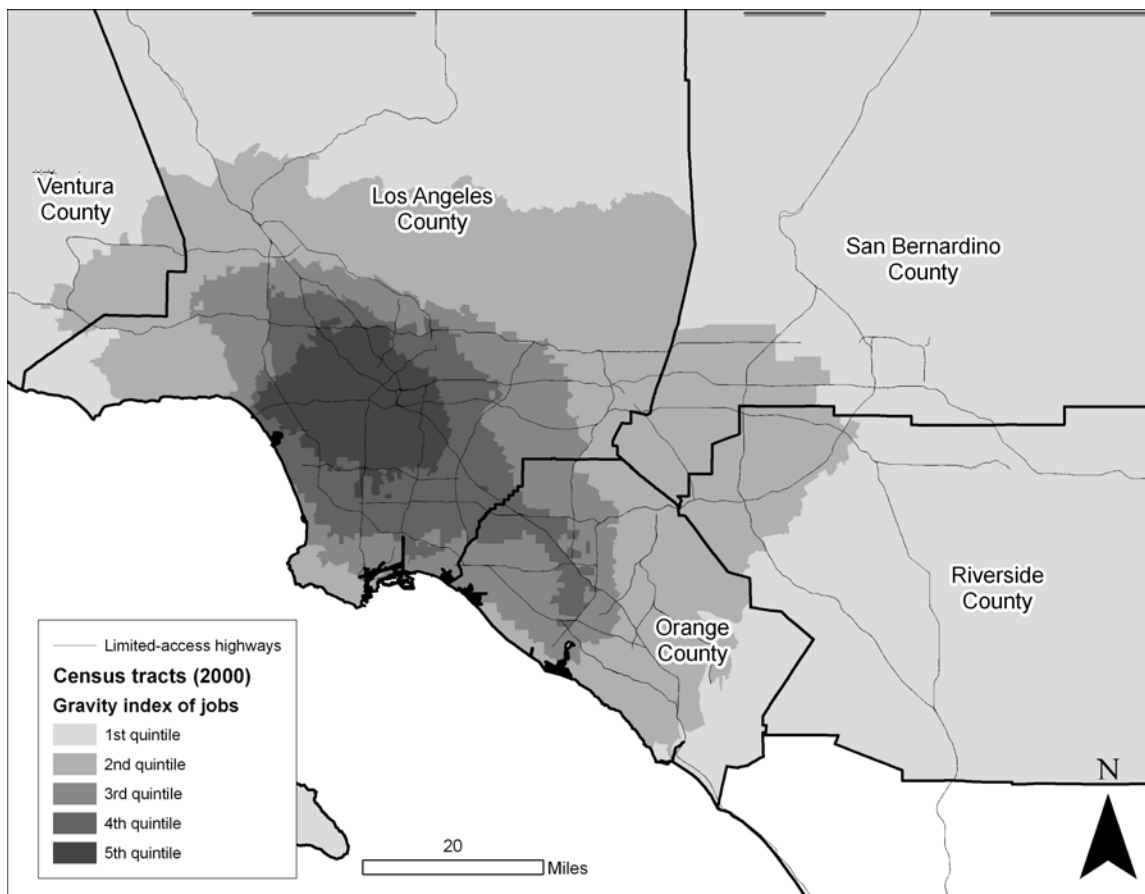 Ventura
County
Los Angeles
County
San Bernardino
County
Riverside
County
Orange
County
Limited-access highways
Census tracts (2000)
Gravity index of jobs
1st quintile
2nd quintile
3rd quintile
4th quintile
5th quintile
20
Miles
N